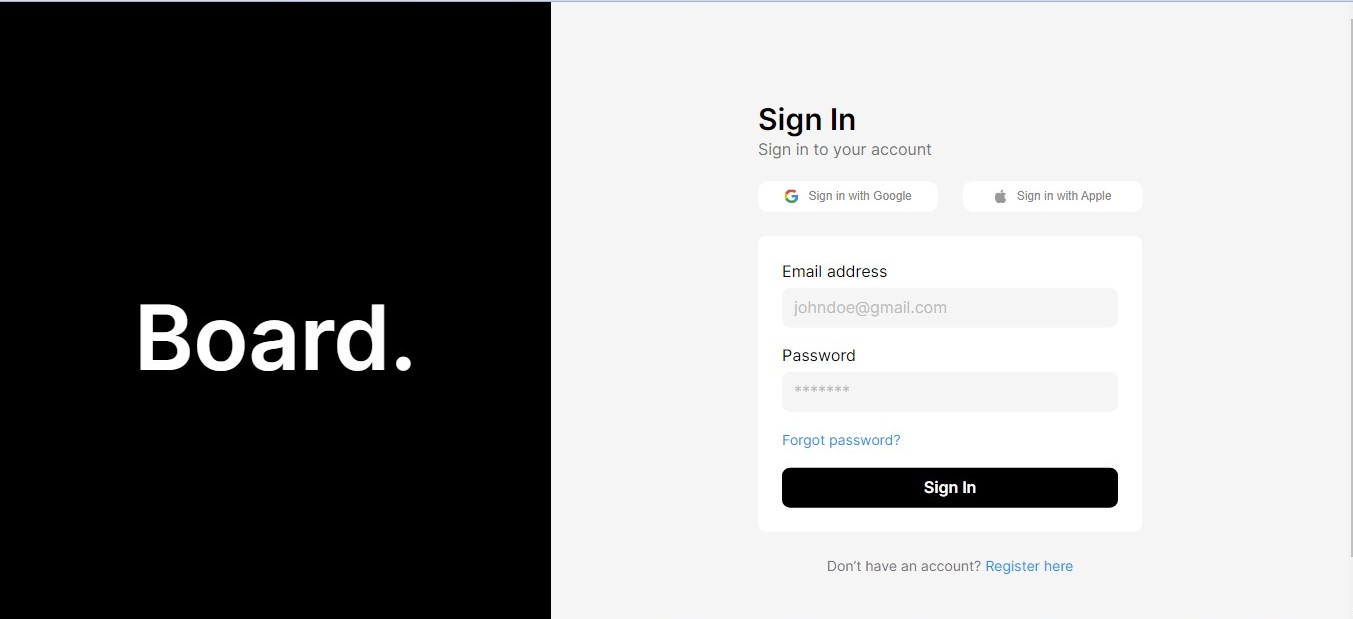 Board.
Sign In
Sign in to your account
Sign in with Google
Sign in with Apple
Email address
johndoe@gmail.com
Password
*******
Forgot password?
Sign In
Don’t have an account? Register here